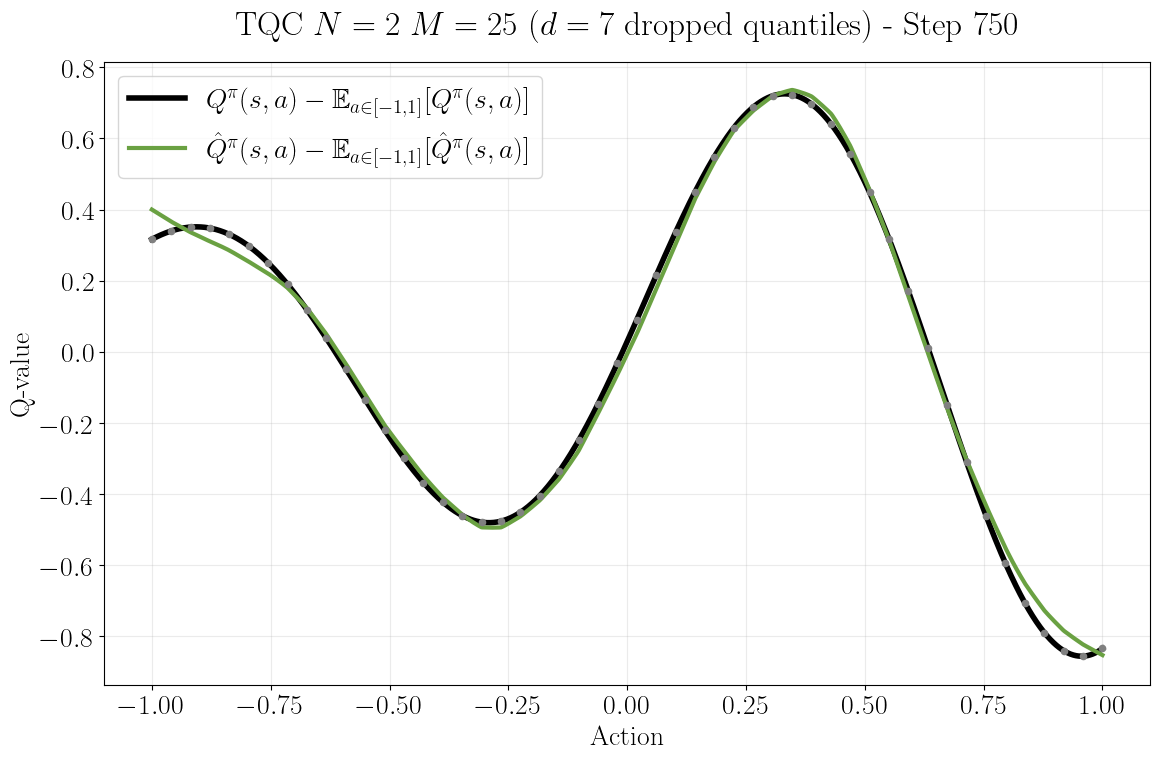 TQC N = 2 M = 25 (d = 7 dropped quantiles) - Step 750
Q^π(s, a) − 𝔼_{a∈[−1,1]}[Q^π(s, a)]
Q̂^π(s, a) − 𝔼_{a∈[−1,1]}[Q̂^π(s, a)]
0.8
0.6
0.4
0.2
0.0
−0.2
−0.4
−0.6
−0.8
Q-value
−1.00 −0.75 −0.50 −0.25 0.00 0.25 0.50 0.75 1.00
Action